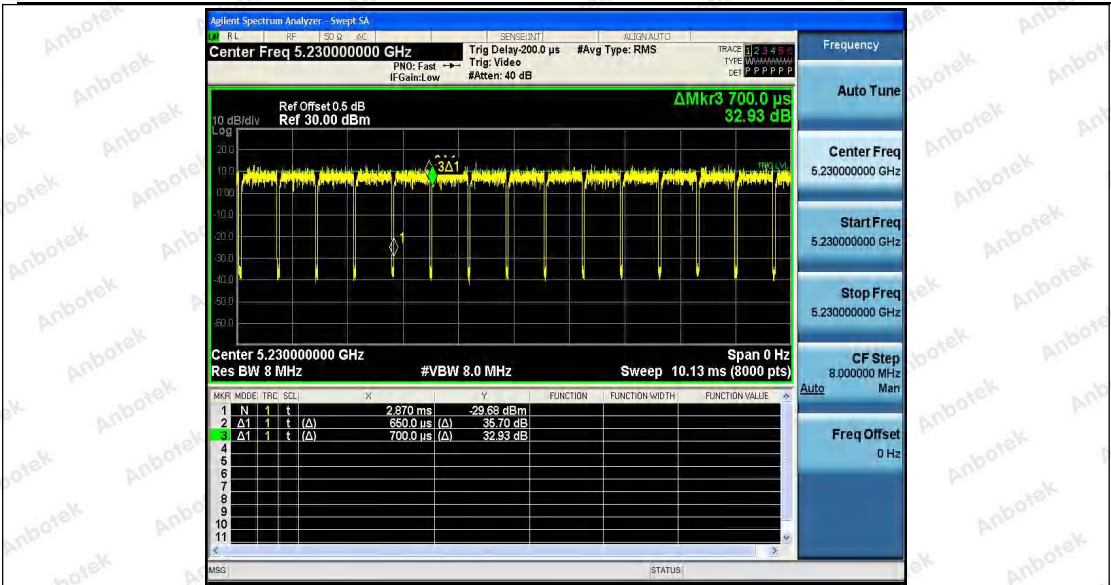 Agilent Spectrum Analyzer - Swept SA
RL RF 50 Ω AC SENSE:INT ALIGN AUTO
Center Freq 5.230000000 GHz
PNO: Fast
IFGain:Low
Trig Delay-200.0 µs
Trig: Video
#Atten: 40 dB
#Avg Type: RMS
TRACE 1 2 3 4 5 6
TYPE
DET P P P P P P
Ref Offset 0.5 dB
Ref 30.00 dBm
ΔMkr3 700.0 µs
32.93 dB
10 dB/div
Log
20.0
10.0
0.00
-10.0
-20.0
-30.0
-40.0
-50.0
-60.0
3Δ1
1
TRIG LVL
Center 5.230000000 GHz Span 0 Hz
Res BW 8 MHz #VBW 8.0 MHz Sweep 10.13 ms (8000 pts)
MKR MODE TRC SCL X Y FUNCTION FUNCTION WIDTH FUNCTION VALUE
1 N 1 t 2.870 ms -29.68 dBm
2 Δ1 1 t (Δ) 650.0 µs (Δ) 35.70 dB
3 Δ1 1 t (Δ) 700.0 µs (Δ) 32.93 dB
4
5
6
7
8
9
10
11
MSG STATUS
Frequency
Auto Tune
Center Freq
5.230000000 GHz
Start Freq
5.230000000 GHz
Stop Freq
5.230000000 GHz
CF Step
8.000000 MHz
Auto Man
Freq Offset
0 Hz
Anbotek